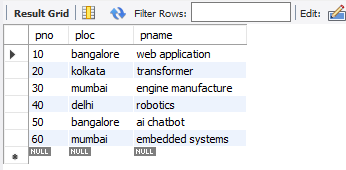 Result Grid Filter Rows: Edit:
pno ploc pname
10 bangalore web application
20 kolkata transformer
30 mumbai engine manufacture
40 delhi robotics
50 bangalore ai chatbot
60 mumbai embedded systems
NULL NULL NULL